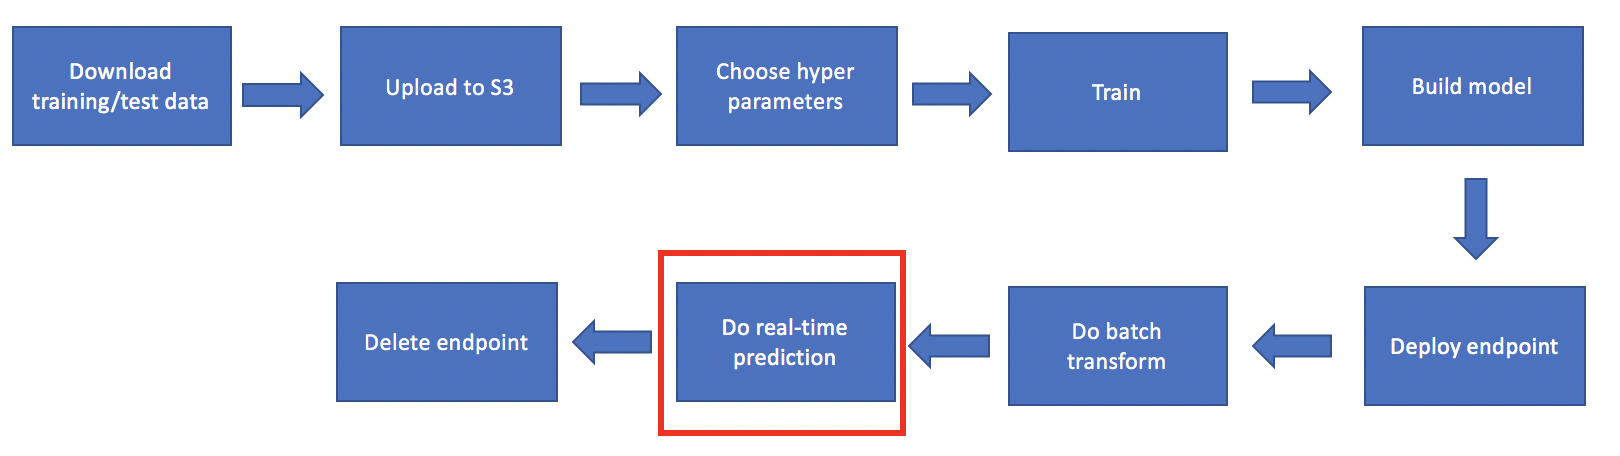 Download
training/test data
Upload to S3
Choose hyper
parameters
Train
Build model
Deploy endpoint
Do batch
transform
Do real-time
prediction
Delete endpoint